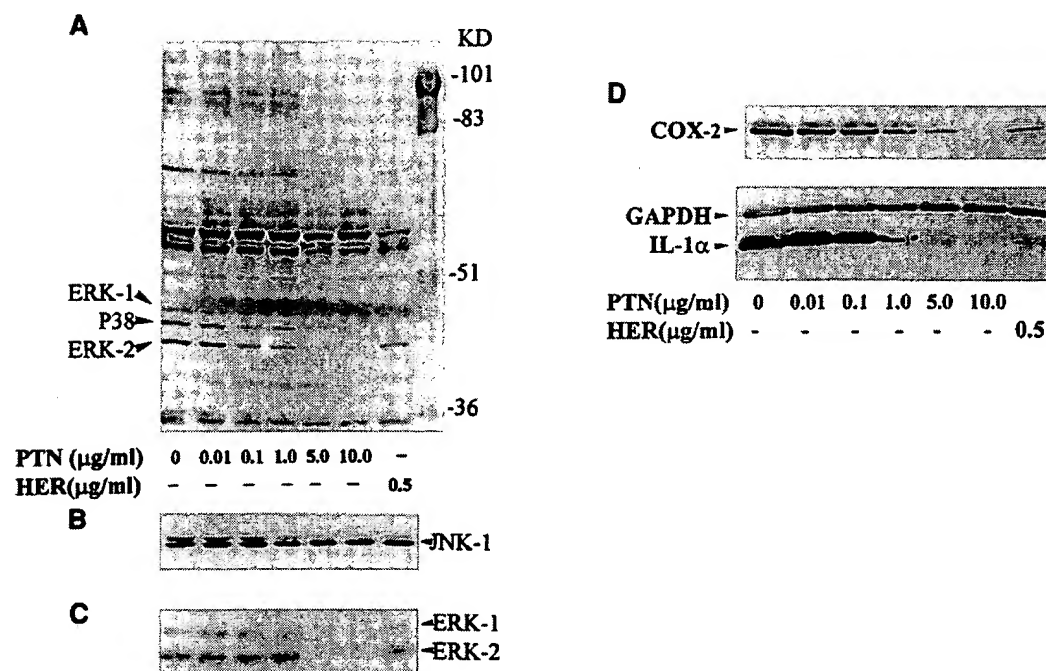 A
KD
-101
-83
-51
-36
ERK-1
P38
ERK-2
PTN (µg/ml) 0 0.01 0.1 1.0 5.0 10.0 –
HER(µg/ml) – – – – – – 0.5
B
JNK-1
C
ERK-1
ERK-2
D
COX-2
GAPDH
IL-1α
PTN(µg/ml) 0 0.01 0.1 1.0 5.0 10.0
HER(µg/ml) – – – – – – 0.5